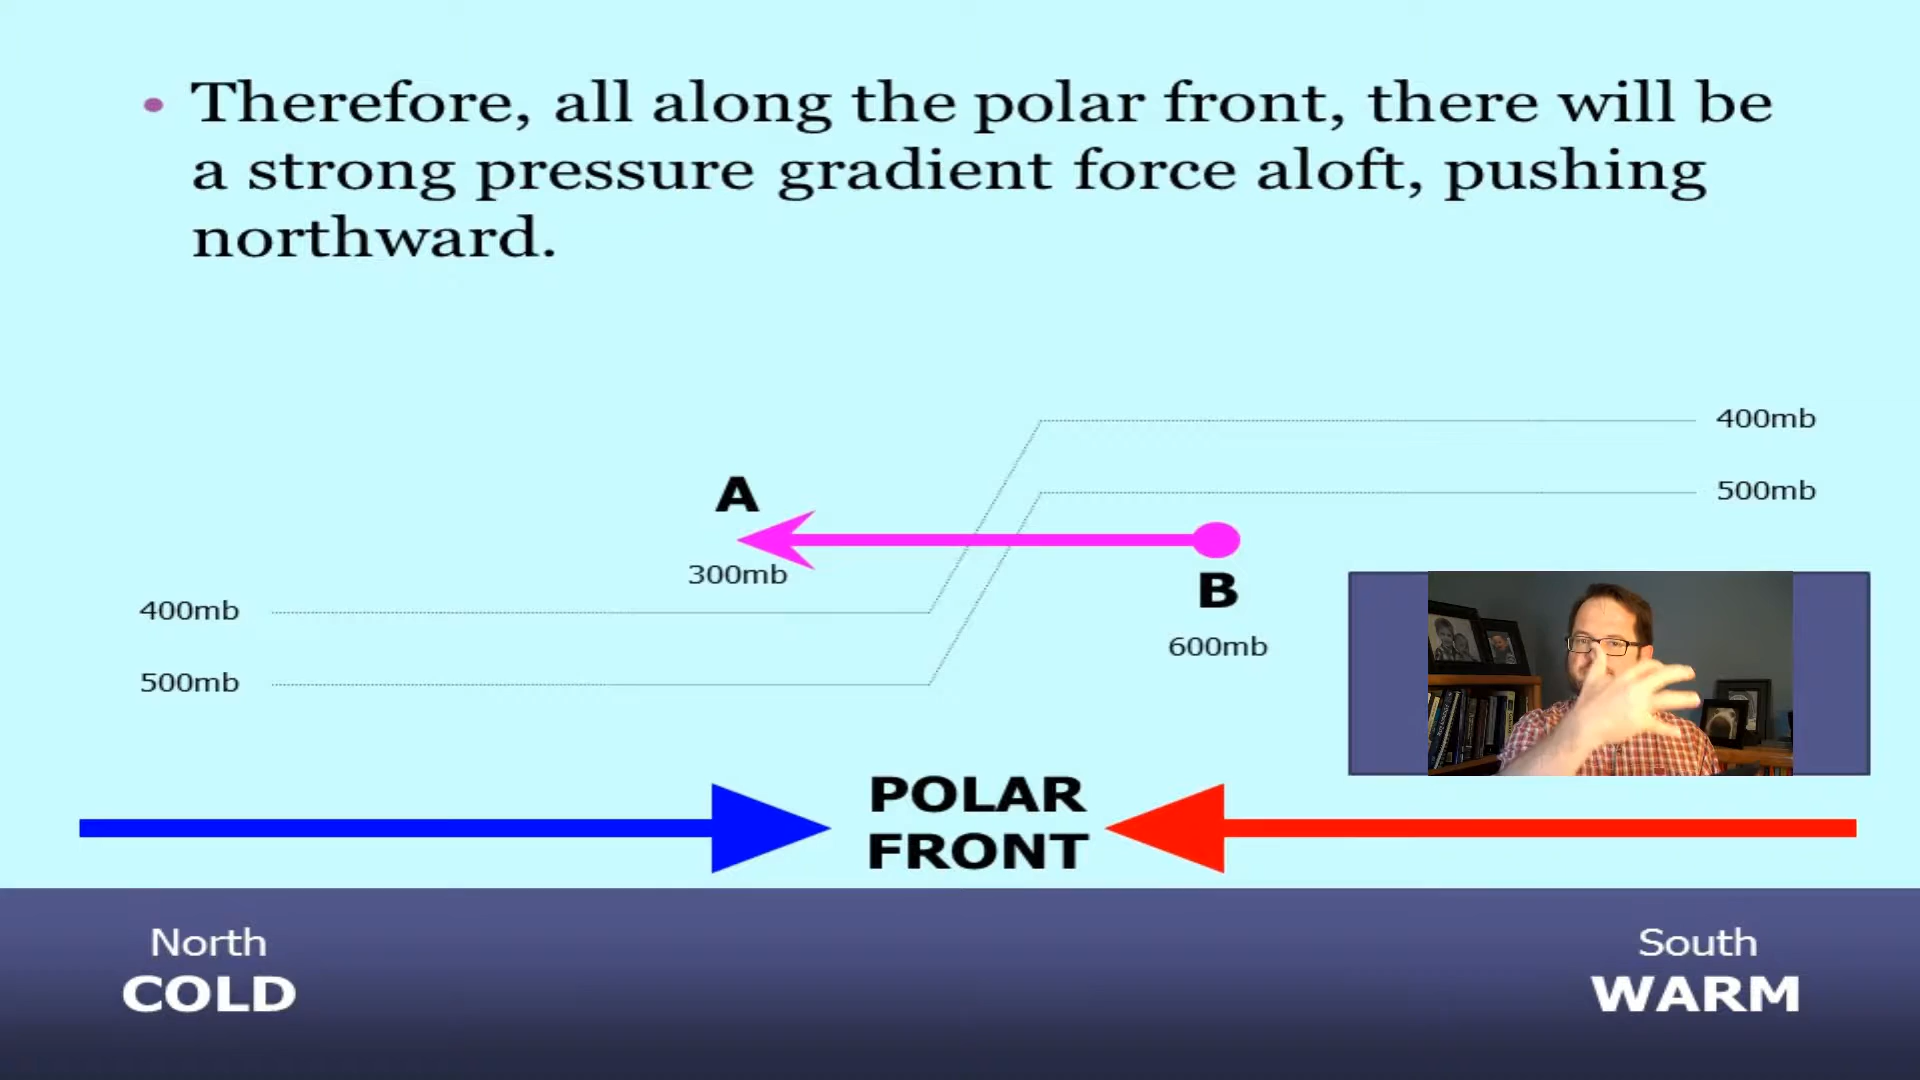 • Therefore, all along the polar front, there will be
a strong pressure gradient force aloft, pushing
northward.
400mb
500mb
A
300mb
B
600mb
400mb
500mb
POLAR
FRONT
North
COLD
South
WARM